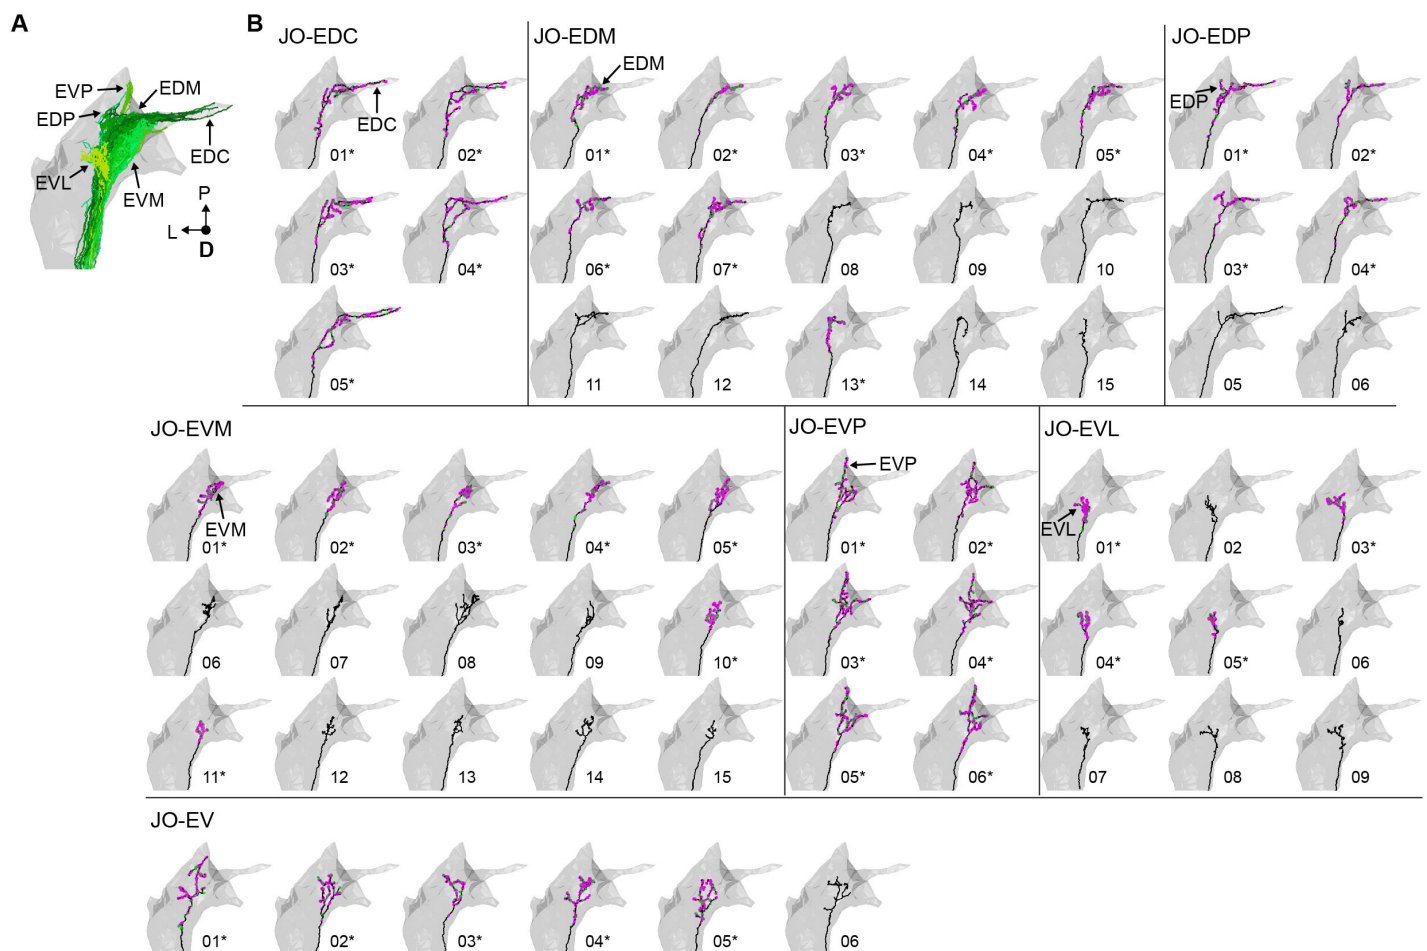 A
EVP
EDM
EDP
EDC
EVL
EVM
P
L
D
B
JO-EDC
JO-EDM
JO-EDP
EDC
EDM
EDP
01* 02* 01* 02* 03* 04* 05* 01* 02*
03* 04* 06* 07* 08 09 10 03* 04*
05* 11 12 13* 14 15 05 06
JO-EVM
JO-EVP
JO-EVL
EVM
EVP
EVL
01* 02* 03* 04* 05* 01* 02* 01* 02 03*
06 07 08 09 10* 03* 04* 04* 05* 06
11* 12 13 14 15 05* 06* 07 08 09
JO-EV
01* 02* 03* 04* 05* 06